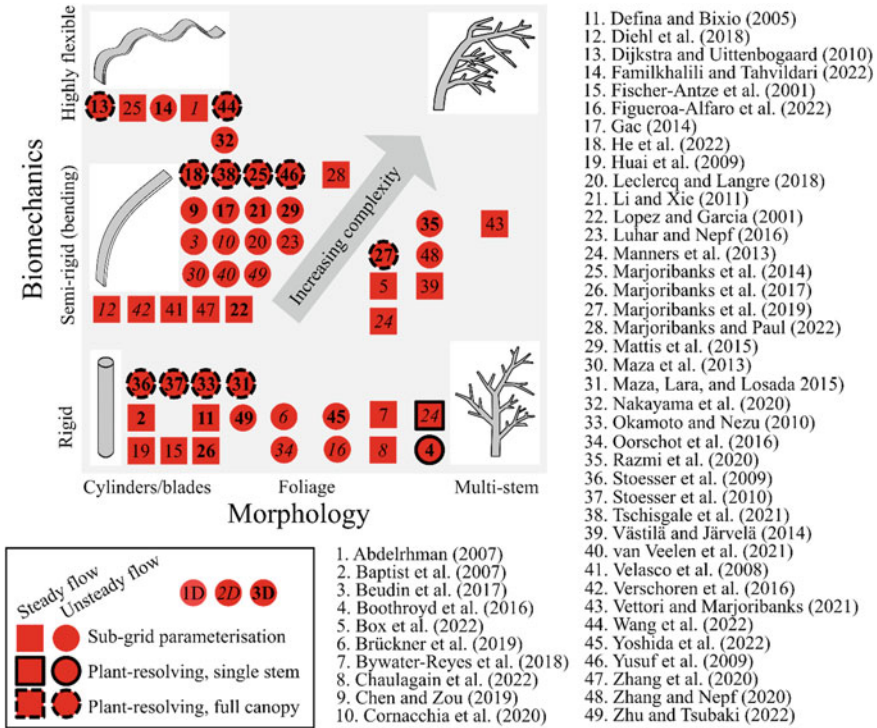 Biomechanics
Highly flexible
Semi-rigid (bending)
Rigid
13 25 14 1 44
32
18 38 25 46 28
9 17 21 29
3 10 20 23
30 40 49
12 42 41 47 22
35 43
27 48
5 39
24
Increasing complexity
36 37 33 31
2 11 49 6 45 7 24
19 15 26 34 16 8 4
Cylinders/blades Foliage Multi-stem
Morphology
Steady flow
Unsteady flow
1D 2D 3D
Sub-grid parameterisation
Plant-resolving, single stem
Plant-resolving, full canopy
1. Abdelrhman (2007)
2. Baptist et al. (2007)
3. Beudin et al. (2017)
4. Boothroyd et al. (2016)
5. Box et al. (2022)
6. Brückner et al. (2019)
7. Bywater-Reyes et al. (2018)
8. Chaulagain et al. (2022)
9. Chen and Zou (2019)
10. Cornacchia et al. (2020)
11. Defina and Bixio (2005)
12. Diehl et al. (2018)
13. Dijkstra and Uittenbogaard (2010)
14. Familkhalili and Tahvildari (2022)
15. Fischer-Antze et al. (2001)
16. Figueroa-Alfaro et al. (2022)
17. Gac (2014)
18. He et al. (2022)
19. Huai et al. (2009)
20. Leclercq and Langre (2018)
21. Li and Xie (2011)
22. Lopez and Garcia (2001)
23. Luhar and Nepf (2016)
24. Manners et al. (2013)
25. Marjoribanks et al. (2014)
26. Marjoribanks et al. (2017)
27. Marjoribanks et al. (2019)
28. Marjoribanks and Paul (2022)
29. Mattis et al. (2015)
30. Maza et al. (2013)
31. Maza, Lara, and Losada 2015)
32. Nakayama et al. (2020)
33. Okamoto and Nezu (2010)
34. Oorschot et al. (2016)
35. Razmi et al. (2020)
36. Stoesser et al. (2009)
37. Stoesser et al. (2010)
38. Tschisgale et al. (2021)
39. Västilä and Järvelä (2014)
40. van Veelen et al. (2021)
41. Velasco et al. (2008)
42. Verschoren et al. (2016)
43. Vettori and Marjoribanks (2021)
44. Wang et al. (2022)
45. Yoshida et al. (2022)
46. Yusuf et al. (2009)
47. Zhang et al. (2020)
48. Zhang and Nepf (2020)
49. Zhu and Tsubaki (2022)